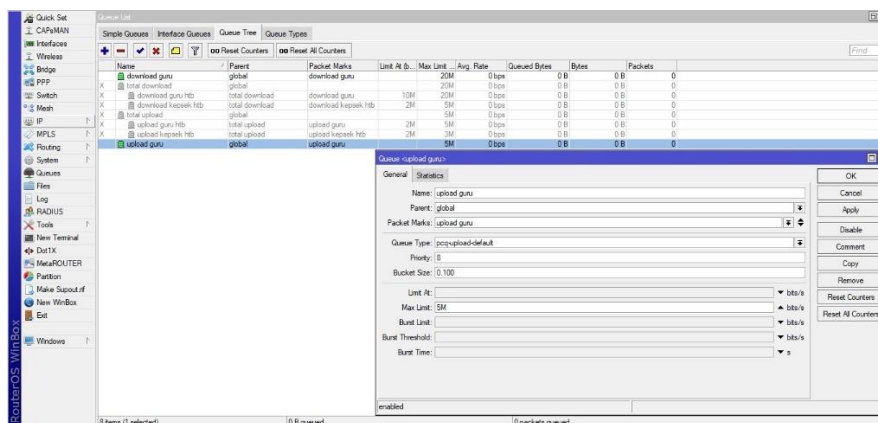 Quick Set
CAPsMAN
Interfaces
Wireless
Bridge
PPP
Switch
Mesh
IP
MPLS
Routing
System
Queues
Files
Log
RADIUS
Tools
New Terminal
Dot1X
MetaROUTER
Partition
Make Supout.rif
New WinBox
Exit
Windows
RouterOS WinBox
Queue List
Simple Queues Interface Queues Queue Tree Queue Types
00 Reset Counters 00 Reset All Counters Find
Name Parent Packet Marks Limit At (b... Max Limit ... Avg. Rate Queued Bytes Bytes Packets
download guru global download guru 20M 0 bps 0 B 0 B 0
X total download global 20M 0 bps 0 B 0 B 0
X download guru htb total download download guru 10M 20M 0 bps 0 B 0 B 0
X download kepsek htb total download download kepsek htb 2M 5M 0 bps 0 B 0 B 0
X total upload global 5M 0 bps 0 B 0 B 0
X upload guru htb total upload upload guru 2M 5M 0 bps 0 B 0 B 0
X upload kepsek htb total upload upload kepsek htb 2M 3M 0 bps 0 B 0 B 0
upload guru global upload guru 5M 0 bps 0 B 0 B 0
Queue <upload guru>
General Statistics
Name: upload guru
Parent: global
Packet Marks: upload guru
Queue Type: pcq-upload-default
Priority: 8
Bucket Size: 0.100
Limit At: bits/s
Max Limit: 5M bits/s
Burst Limit: bits/s
Burst Threshold: bits/s
Burst Time: s
enabled
OK
Cancel
Apply
Disable
Comment
Copy
Remove
Reset Counters
Reset All Counters
8 items (1 selected) 0 B queued 0 packets queued